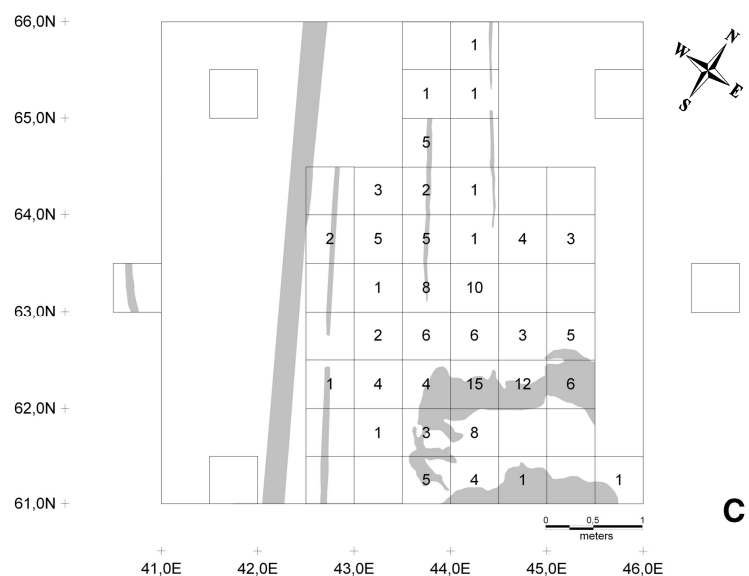 66,0N
1
N
W
E
S
1 1
65,0N
5
3 2 1
64,0N
2 5 5 1 4 3
1 8 10
63,0N
2 6 6 3 5
1 4 4 15 12 6
62,0N
1 3 8
5 4 1 1
61,0N
C
0 0,5 1
meters
41,0E 42,0E 43,0E 44,0E 45,0E 46,0E